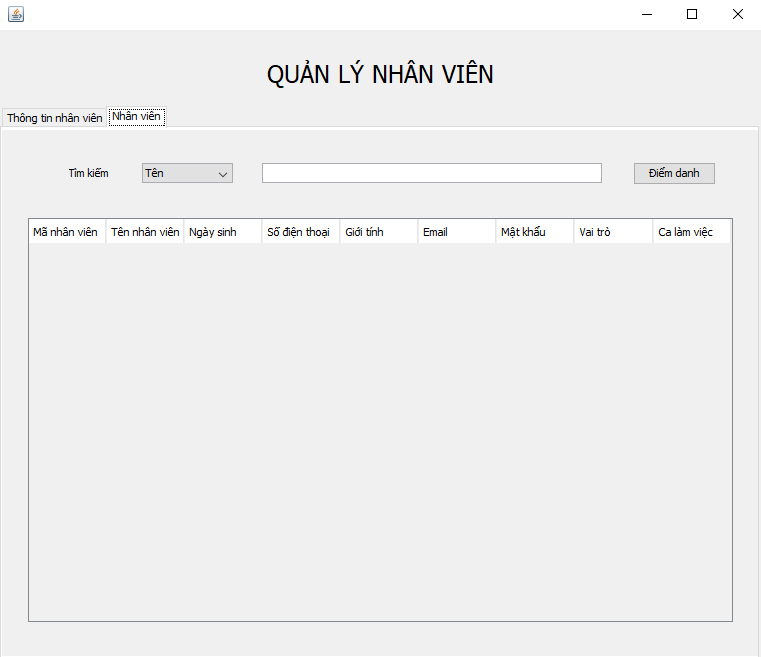 QUẢN LÝ NHÂN VIÊN
Thông tin nhân viên Nhân viên
Tìm kiếm Tên Điểm danh
Mã nhân viên Tên nhân viên Ngày sinh Số điện thoại Giới tính Email Mật khẩu Vai trò Ca làm việc